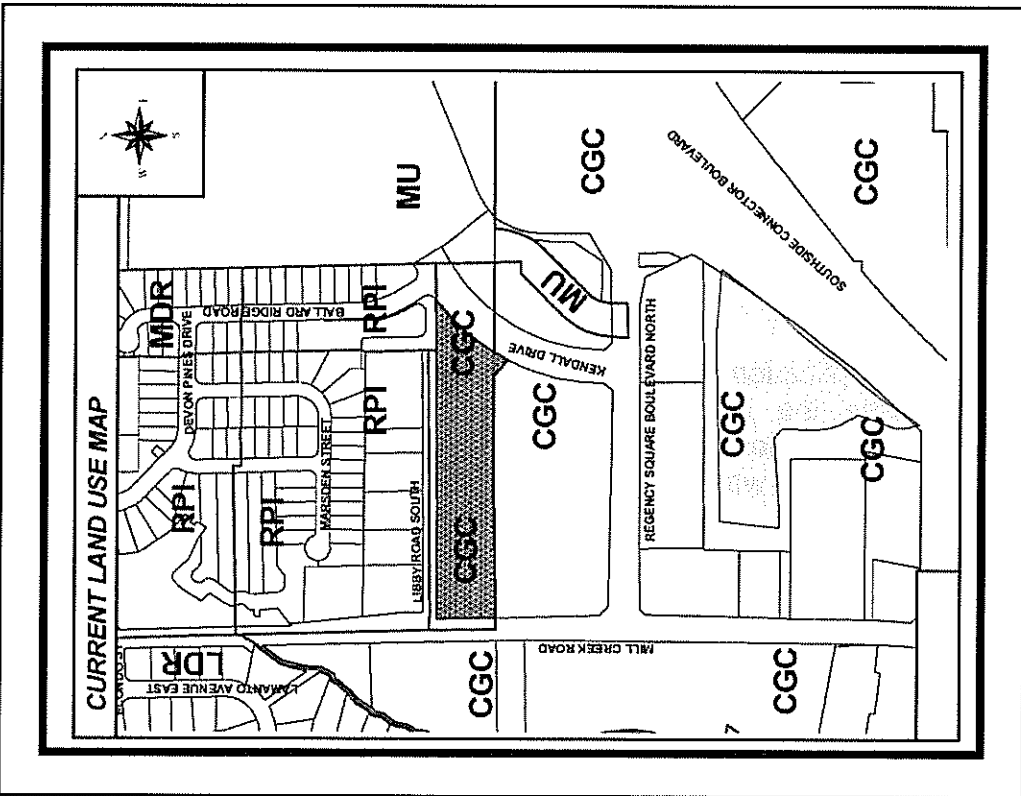 CURRENT LAND USE MAP
MDR
LDR
LAMANTO AVENUE EAST
DEVON PINES DRIVE
RPI
BALLARD RIDGE ROAD
RPI
MARSDEN STREET
RPI
RPI
MU
LIBBY ROAD SOUTH
CGC
CGC
CGC
KENDALL DRIVE
CGC
MU
CGC
MILL CREEK ROAD
REGENCY SQUARE BOULEVARD NORTH
SOUTHSIDE CONNECTOR BOULEVARD
CGC
CGC
CGC
CGC